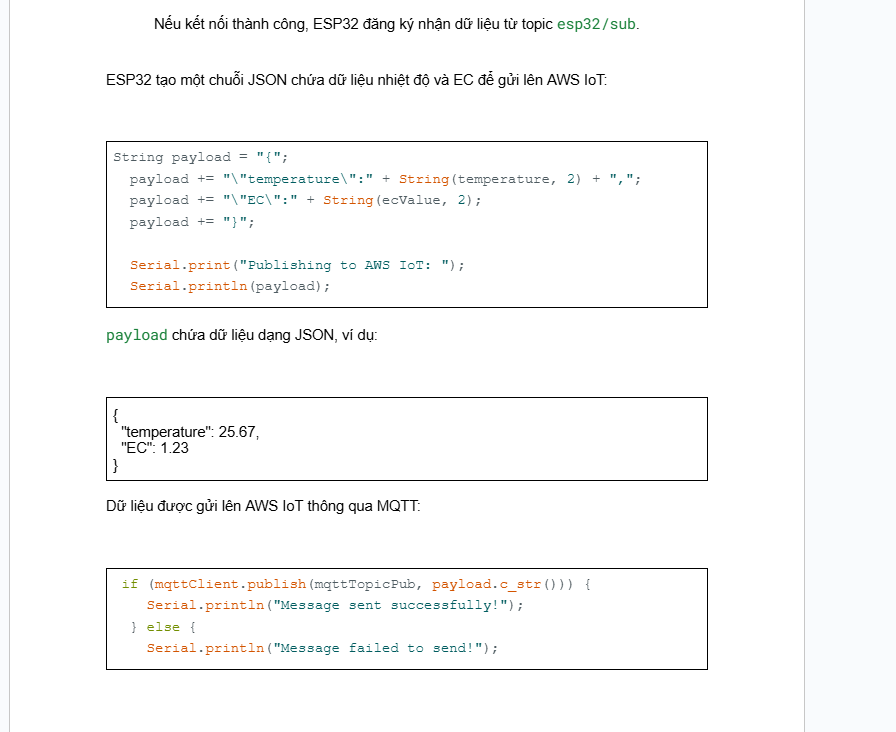 Nếu kết nối thành công, ESP32 đăng ký nhận dữ liệu từ topic esp32/sub.
ESP32 tạo một chuỗi JSON chứa dữ liệu nhiệt độ và EC để gửi lên AWS IoT:
String payload = "{";
payload += "\"temperature\":" + String(temperature, 2) + ",";
payload += "\"EC\":" + String(ecValue, 2);
payload += "}";
Serial.print("Publishing to AWS IoT: ");
Serial.println(payload);
payload chứa dữ liệu dạng JSON, ví dụ:
{
"temperature": 25.67,
"EC": 1.23
}
Dữ liệu được gửi lên AWS IoT thông qua MQTT:
if (mqttClient.publish(mqttTopicPub, payload.c_str())) {
Serial.println("Message sent successfully!");
} else {
Serial.println("Message failed to send!");